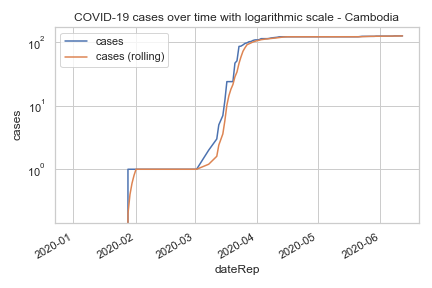 COVID-19 cases over time with logarithmic scale - Cambodia
cases
cases (rolling)
10²
10¹
10⁰
cases
2020-01
2020-02
2020-03
2020-04
2020-05
2020-06
dateRep